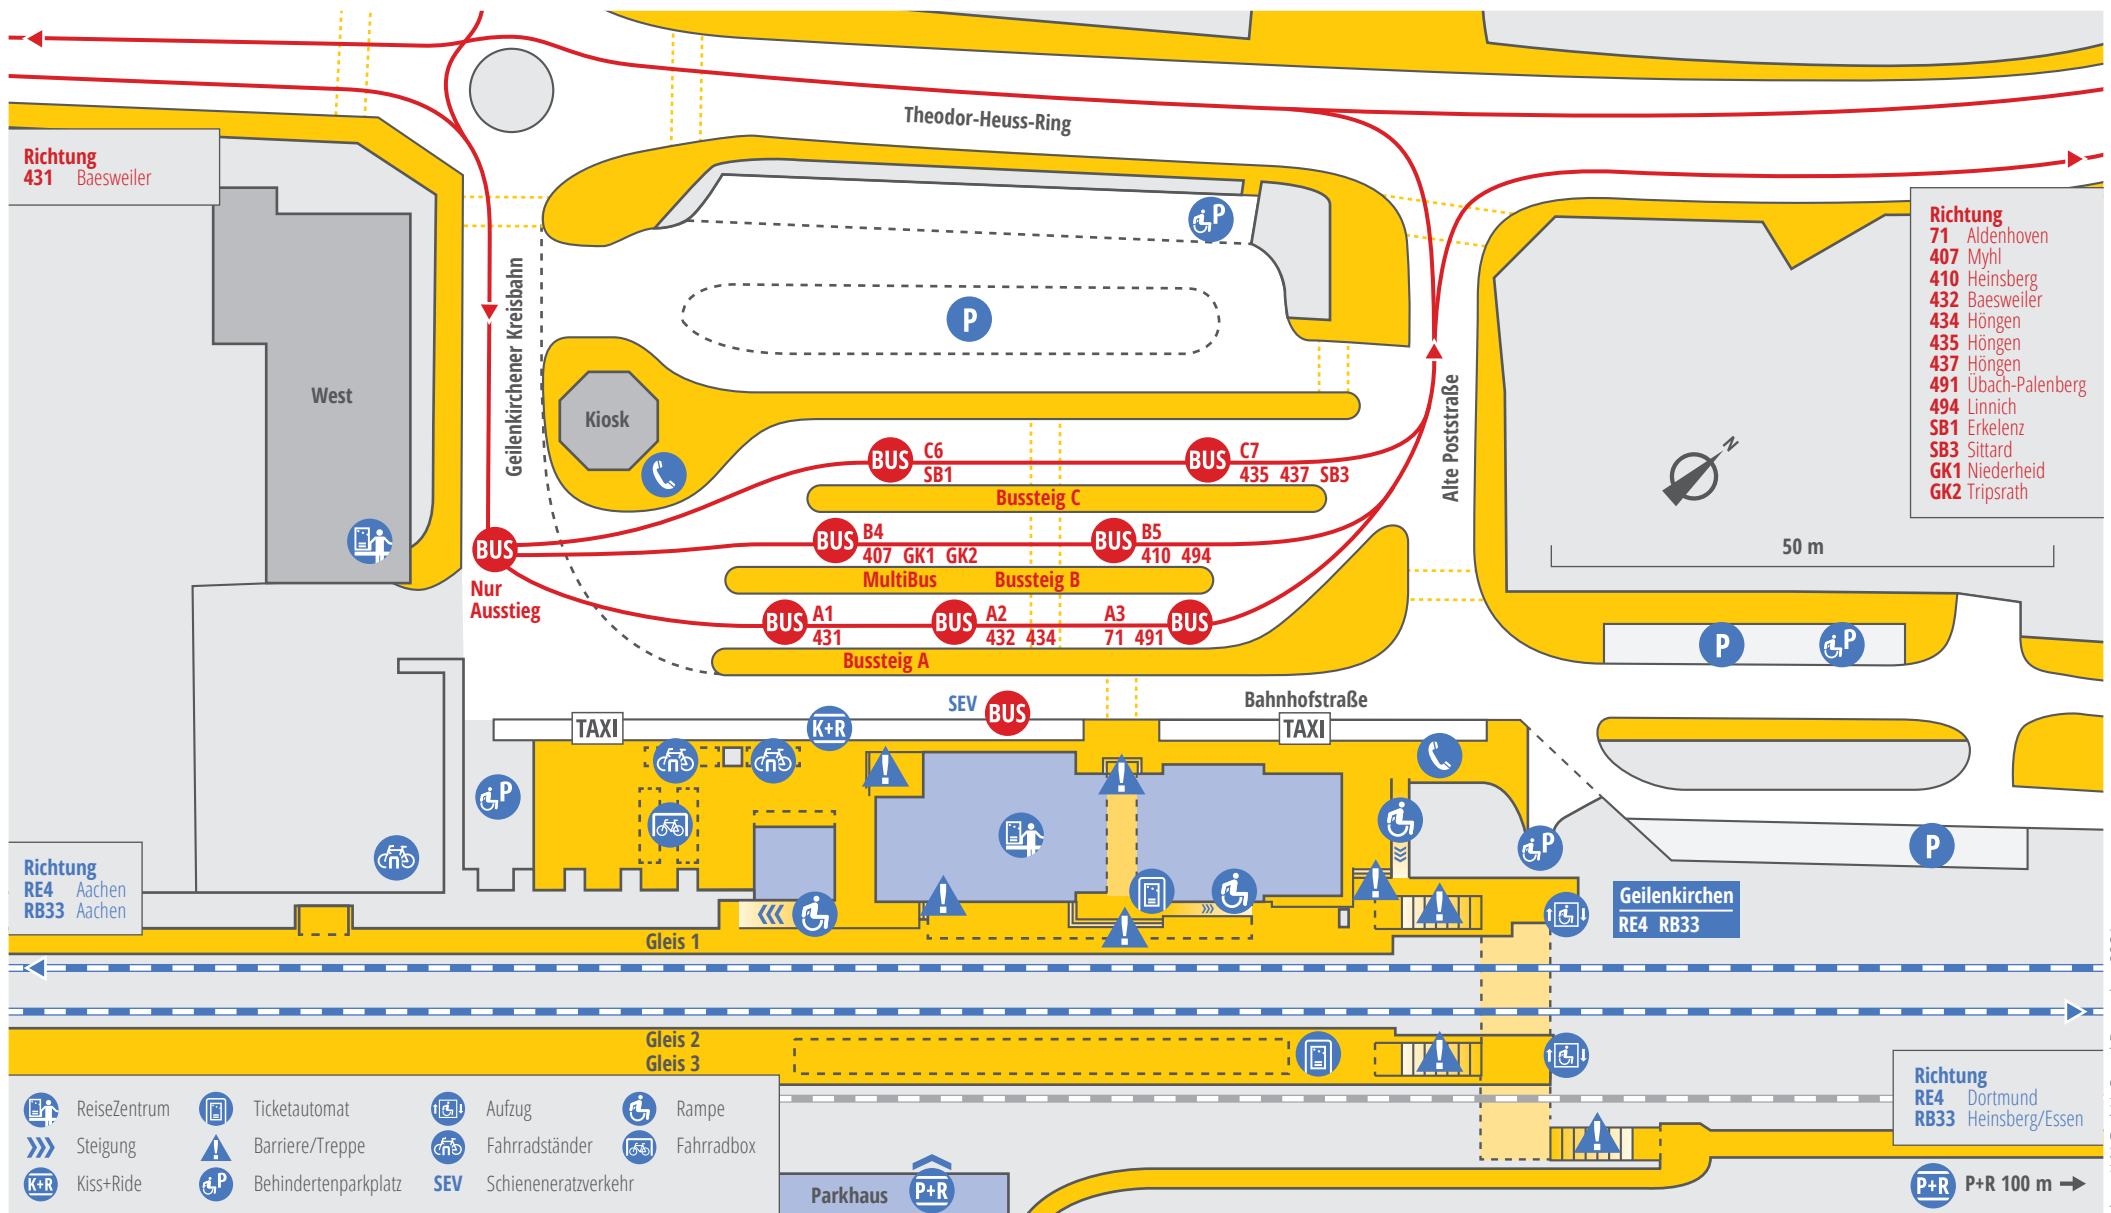 Theodor-Heuss-Ring
Richtung
431 Baesweiler
P
Richtung
71 Aldenhoven
407 Myhl
410 Heinsberg
432 Baesweiler
434 Höngen
435 Höngen
437 Höngen
491 Übach-Palenberg
494 Linnich
SB1 Erkelenz
SB3 Sittard
GK1 Niederheid
GK2 Tripsrath
Geilenkirchener Kreisbahn
P
West
Kiosk
Alte Poststraße
N
BUS C6
SB1
BUS C7
435 437 SB3
Bussteig C
BUS
Nur
Ausstieg
BUS B4
407 GK1 GK2
BUS B5
410 494
MultiBus Bussteig B
50 m
BUS A1
431
BUS A2
432 434
A3 BUS
71 491
Bussteig A
P
P
SEV BUS
Bahnhofstraße
TAXI
K+R
TAXI
P
P
P
Richtung
RE4 Aachen
RB33 Aachen
Geilenkirchen
RE4 RB33
Gleis 1
Gleis 2
Gleis 3
ReiseZentrum
Ticketautomat
Aufzug
Rampe
Steigung
Barriere/Treppe
Fahrradständer
Fahrradbox
K+R Kiss+Ride
P Behindertenparkplatz
SEV Schieneneratzverkehr
Richtung
RE4 Dortmund
RB33 Heinsberg/Essen
Parkhaus P+R
P+R P+R 100 m